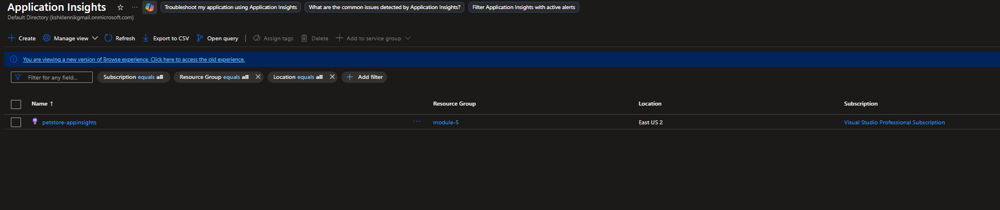 Application Insights
Troubleshoot my application using Application Insights
What are the common issues detected by Application Insights?
Filter Application Insights with active alerts
Default Directory (kshklennikgmail.onmicrosoft.com)
Create
Manage view
Refresh
Export to CSV
Open query
Assign tags
Delete
Add to service group
You are viewing a new version of Browse experience. Click here to access the old experience.
Filter for any field...
Subscription equals all
Resource Group equals all
Location equals all
Add filter
Name ↑
Resource Group
Location
Subscription
petstore-appinsights
module-5
East US 2
Visual Studio Professional Subscription